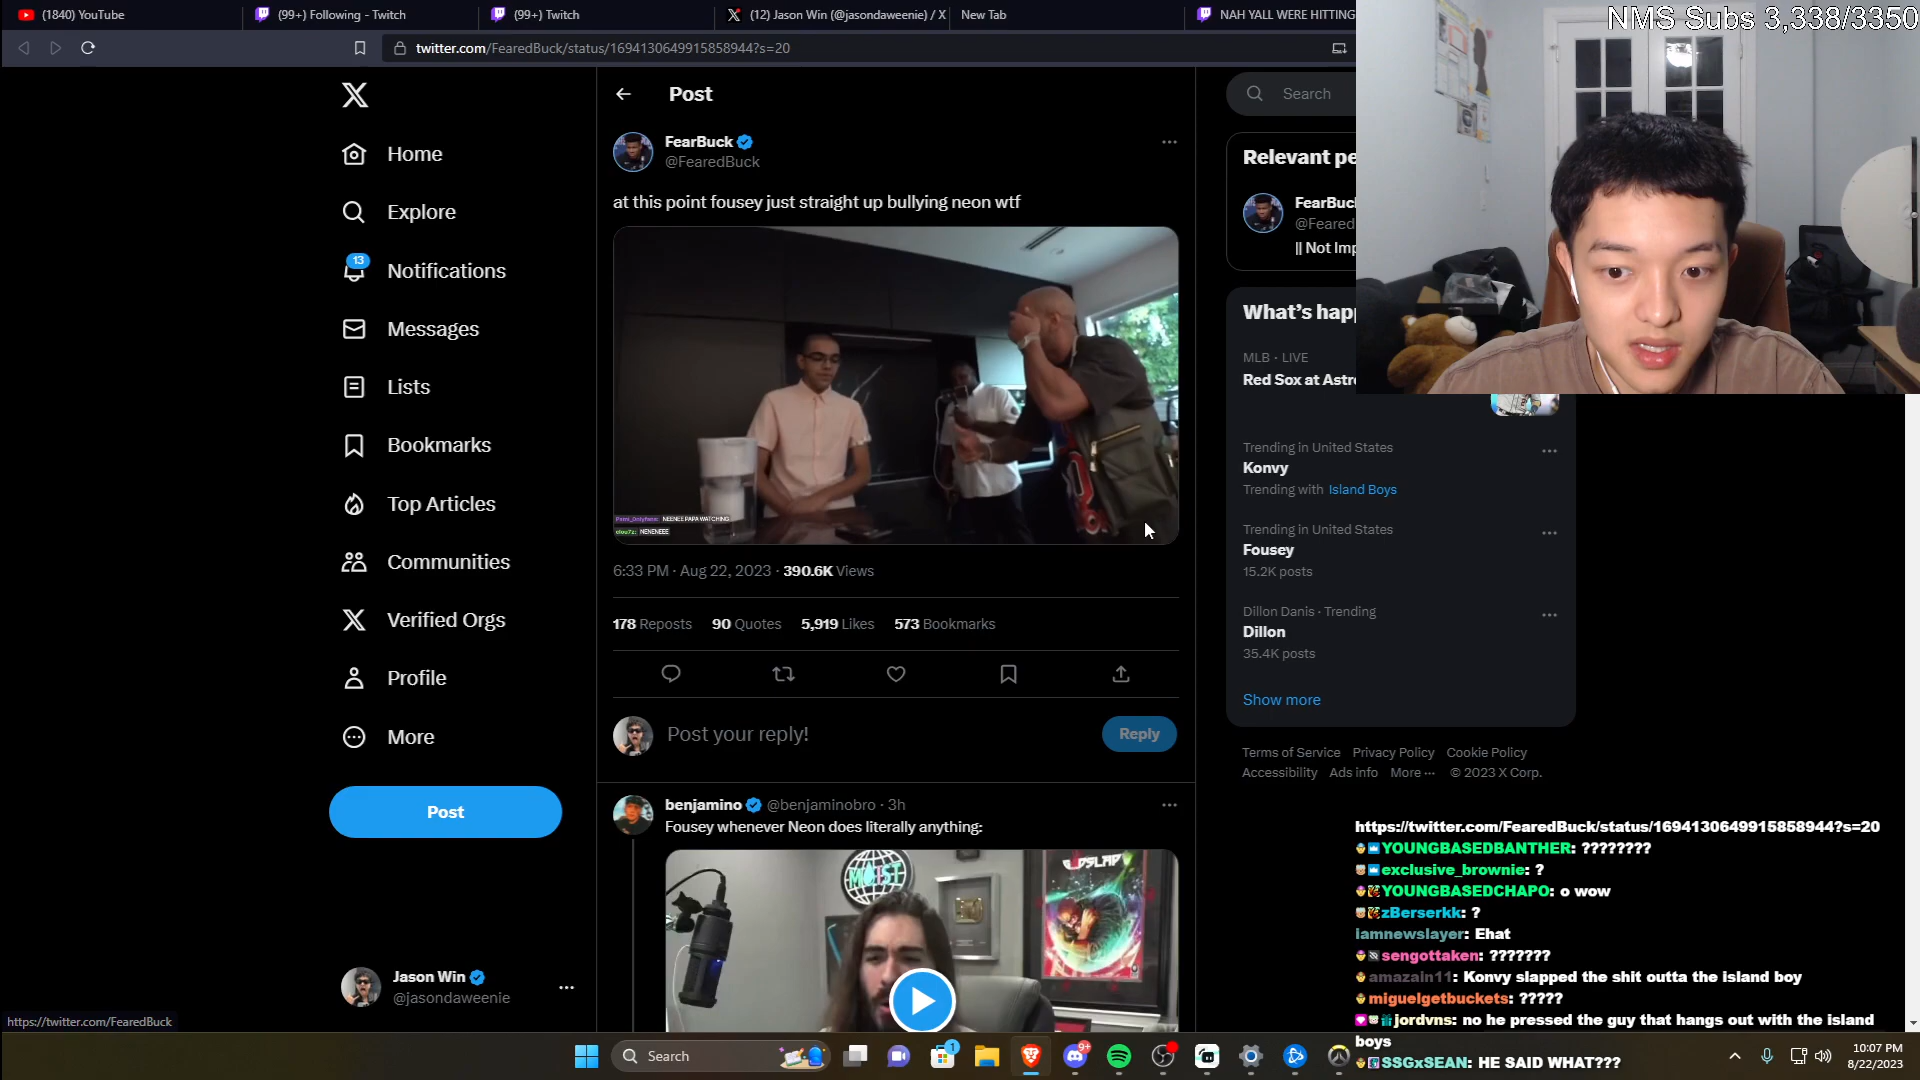 (1840) YouTube
(99+) Following - Twitch
(99+) Twitch
(12) Jason Win (@jasondaweenie) / X
New Tab
NAH YALL WERE HITTING
NMS Subs 3,338/3350
twitter.com/FearedBuck/status/1694130649915858944?s=20
Home
Explore
13
Notifications
Messages
Lists
Bookmarks
Top Articles
Communities
Verified Orgs
Profile
More
Post
Jason Win
@jasondaweenie
https://twitter.com/FearedBuck
Post
FearBuck
@FearedBuck
at this point fousey just straight up bullying neon wtf
NEENEE PAPA WATCHING
NENENEEE
6:33 PM · Aug 22, 2023 · 390.6K Views
178 Reposts 90 Quotes 5,919 Likes 573 Bookmarks
Post your reply!
Reply
benjamino @benjaminobro · 3h
Fousey whenever Neon does literally anything:
MOIST
Search
Relevant pe
FearBuc
@Feared
|| Not Imp
What's hap
MLB · LIVE
Red Sox at Astr
Trending in United States
Konvy
Trending with Island Boys
Trending in United States
Fousey
15.2K posts
Dillon Danis · Trending
Dillon
35.4K posts
Show more
Terms of Service Privacy Policy Cookie Policy
Accessibility Ads info More ··· © 2023 X Corp.
https://twitter.com/FearedBuck/status/1694130649915858944?s=20
YOUNGBASEDBANTHER: ????????
exclusive_brownie: ?
YOUNGBASEDCHAPO: o wow
zBerserkk: ?
iamnewslayer: Ehat
sengottaken: ???????
amazain11: Konvy slapped the shit outta the island boy
miguelgetbuckets: ?????
jordvns: no he pressed the guy that hangs out with the island
boys
SSGxSEAN: HE SAID WHAT???
Search
1
9+
10:07 PM
8/22/2023